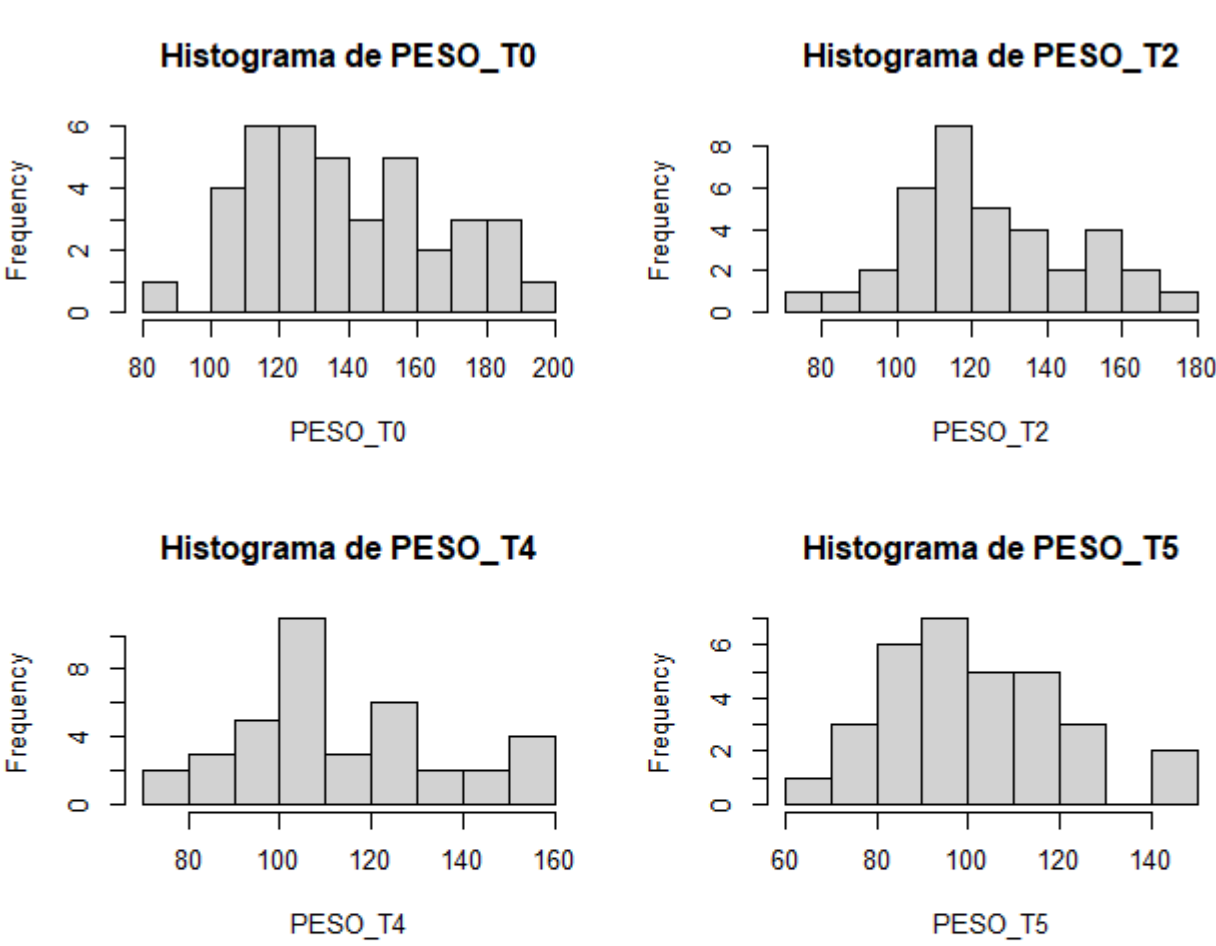 Histograma de PESO_T0
Frequency
6
4
2
0
80 100 120 140 160 180 200
PESO_T0
Histograma de PESO_T2
Frequency
8
6
4
2
0
80 100 120 140 160 180
PESO_T2
Histograma de PESO_T4
Frequency
8
4
0
80 100 120 140 160
PESO_T4
Histograma de PESO_T5
Frequency
6
4
2
0
60 80 100 120 140
PESO_T5